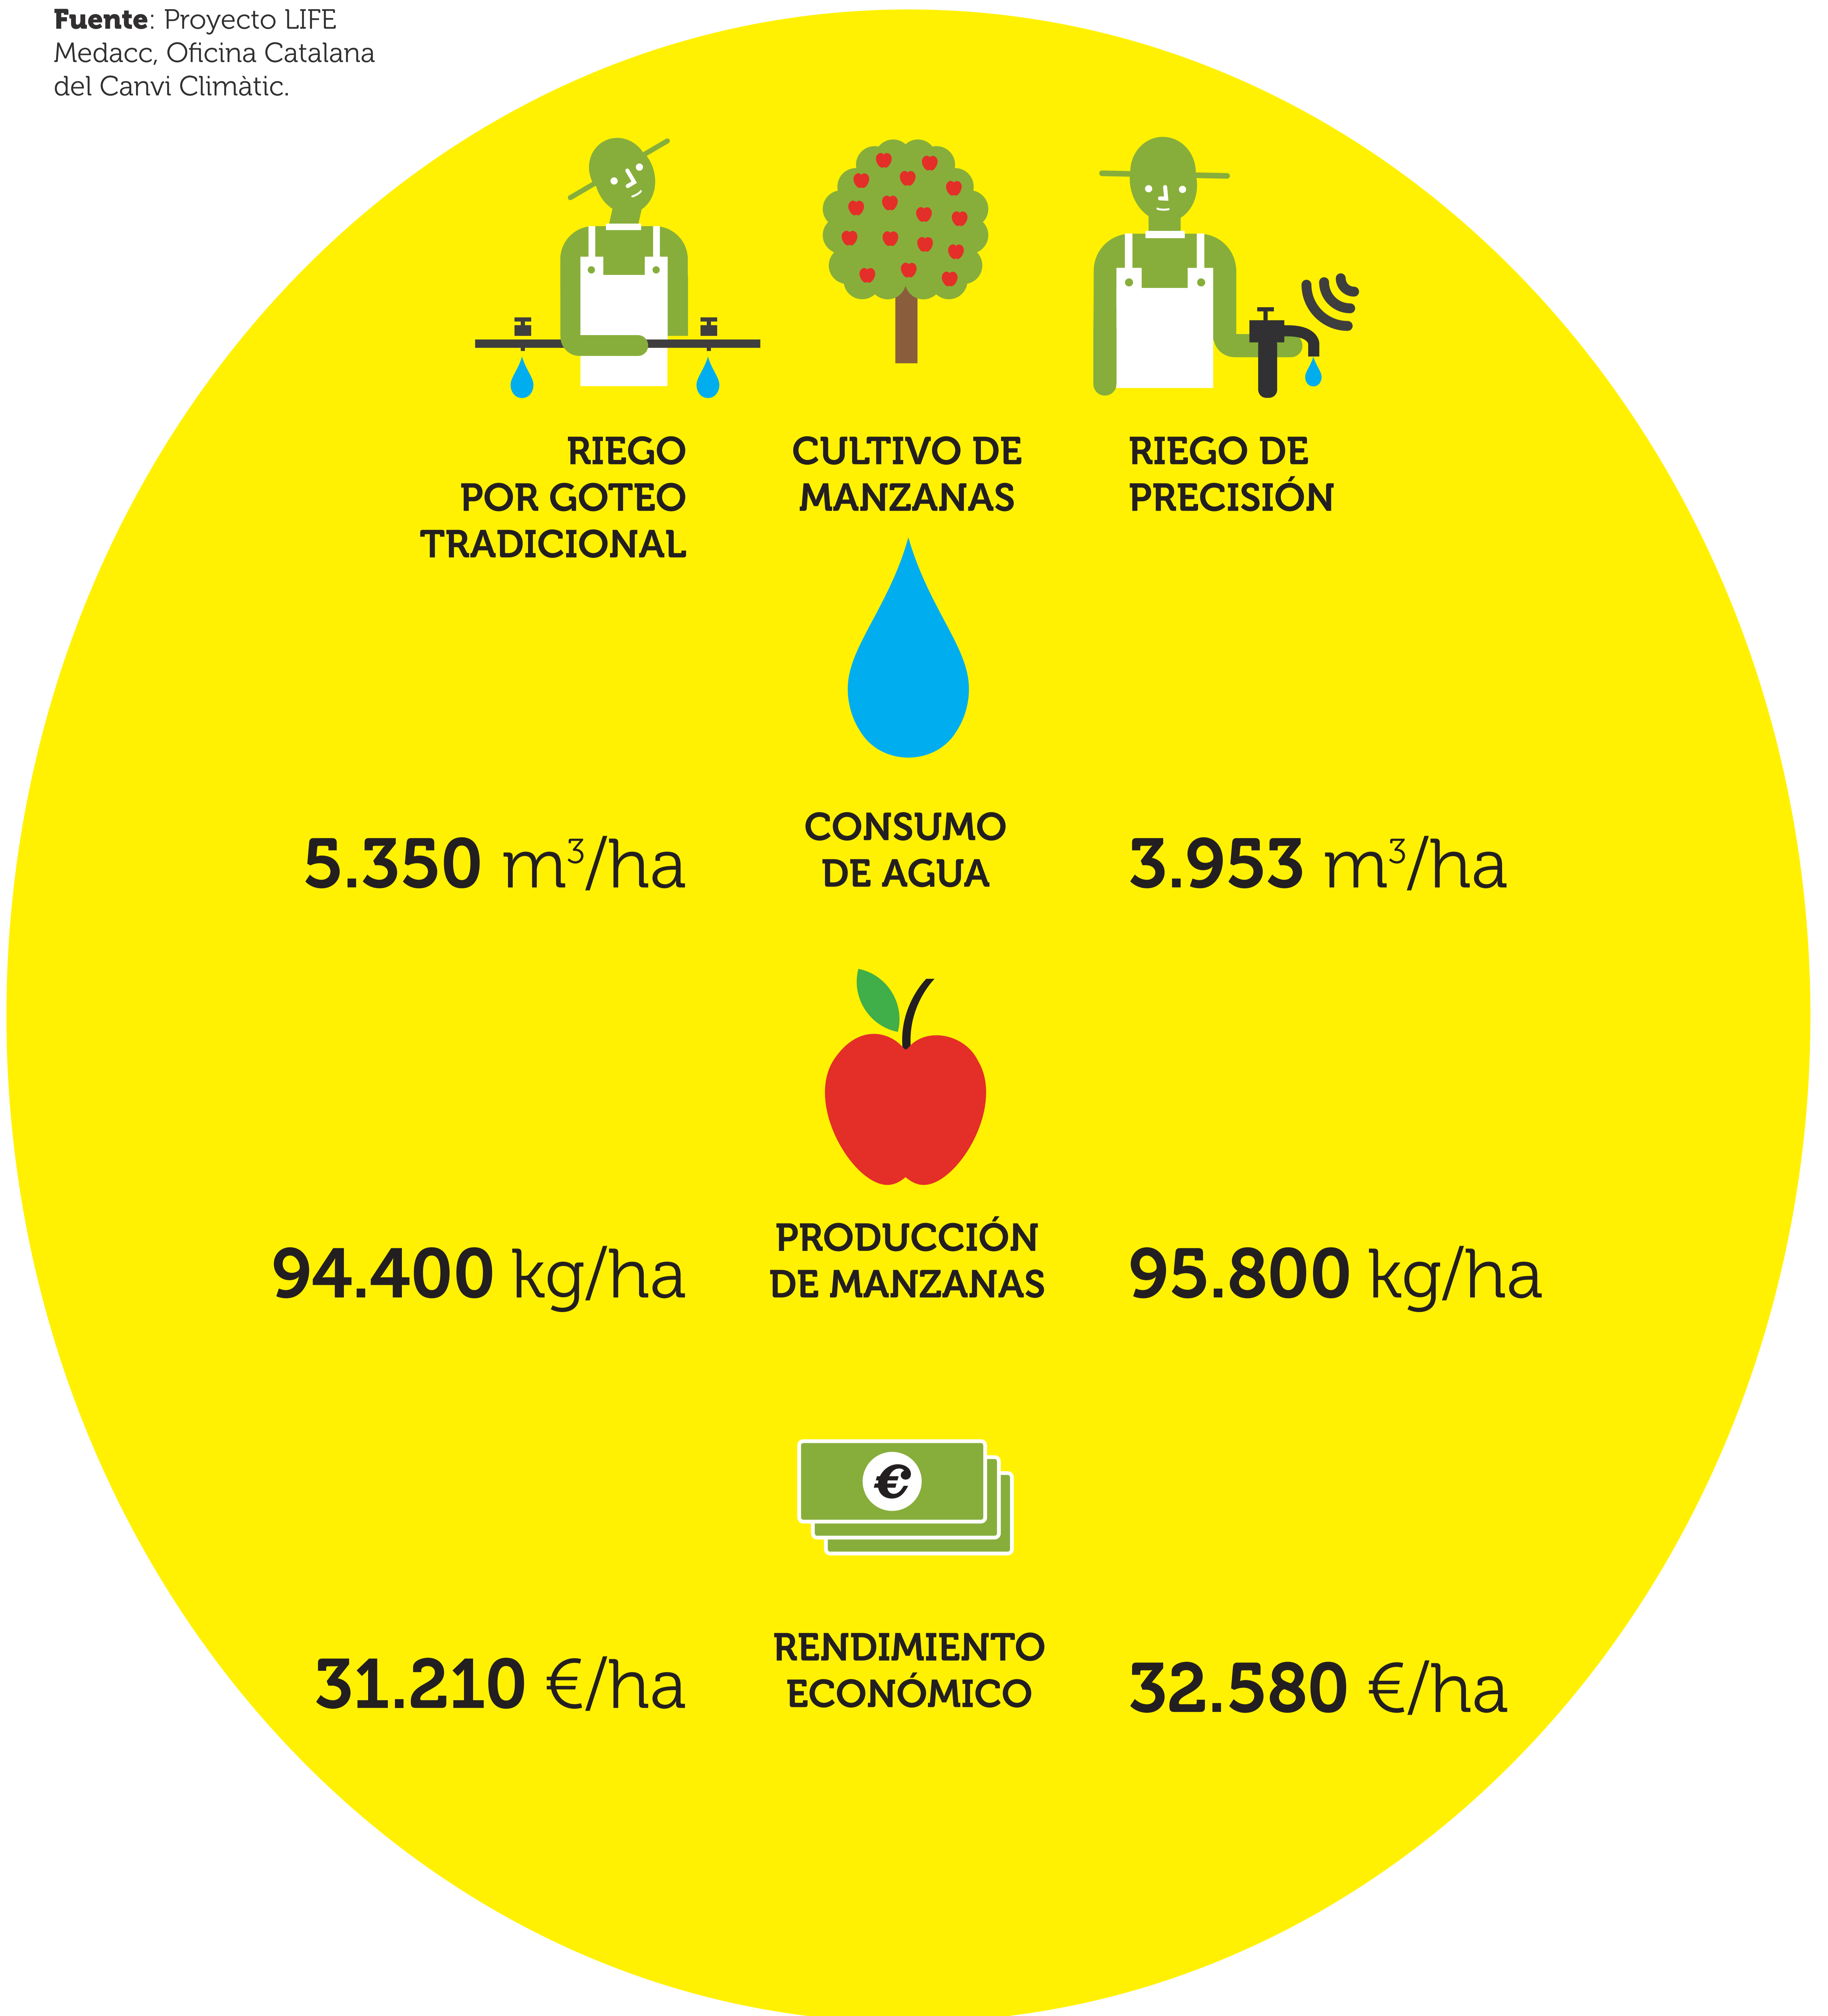 Fuente: Proyecto LIFE
Medacc, Oficina Catalana
del Canvi Climàtic.
RIEGO
POR GOTEO
TRADICIONAL
CULTIVO DE
MANZANAS
RIEGO DE
PRECISIÓN
5.350 m³/ha
CONSUMO
DE AGUA
3.953 m³/ha
94.400 kg/ha
PRODUCCIÓN
DE MANZANAS
95.800 kg/ha
€
31.210 €/ha
RENDIMIENTO
ECONÓMICO
32.580 €/ha